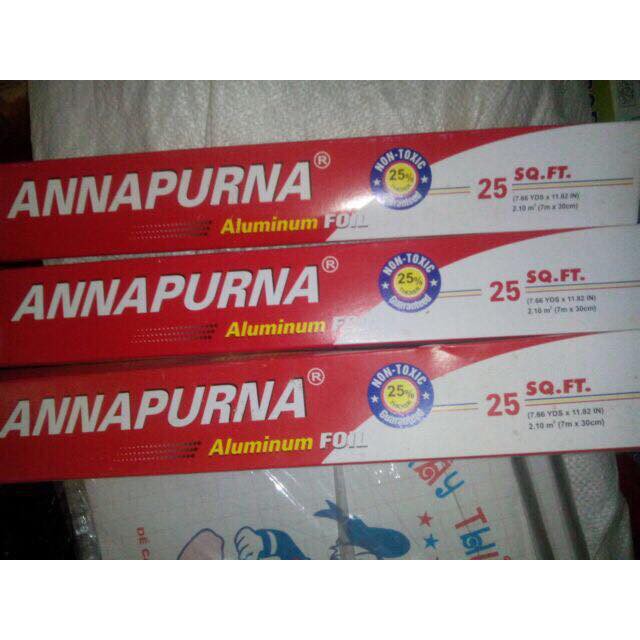 ANNAPURNA®
Aluminum FOIL
NON-TOXIC
25%
Guaranteed
25 SQ.FT.
(7.66 YDS x 11.82 IN)
2.10 m² (7m x 30cm)
ANNAPURNA®
Aluminum FOIL
NON-TOXIC
25%
Guaranteed
25 SQ.FT.
(7.66 YDS x 11.82 IN)
2.10 m² (7m x 30cm)
ANNAPURNA®
Aluminum FOIL
NON-TOXIC
25%
Guaranteed
25 SQ.FT.
(7.66 YDS x 11.82 IN)
2.10 m² (7m x 30cm)